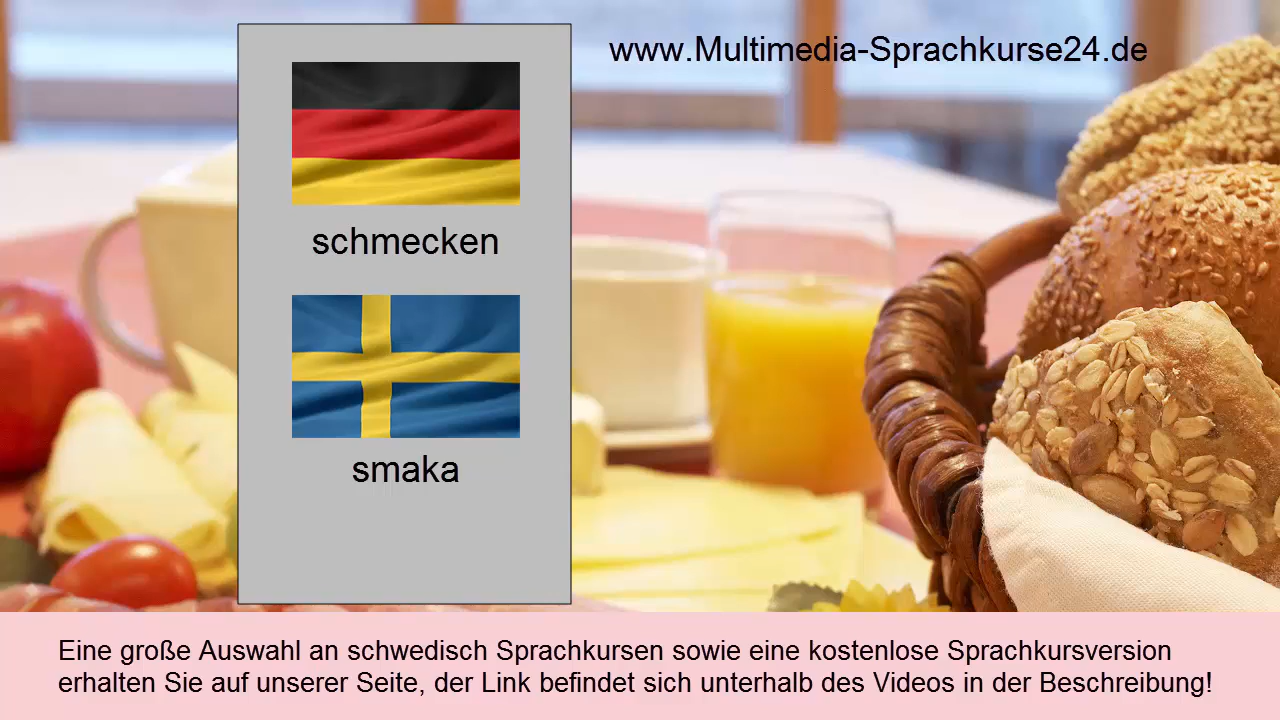 www.Multimedia-Sprachkurse24.de
schmecken
smaka
Eine große Auswahl an schwedisch Sprachkursen sowie eine kostenlose Sprachkursversion
erhalten Sie auf unserer Seite, der Link befindet sich unterhalb des Videos in der Beschreibung!